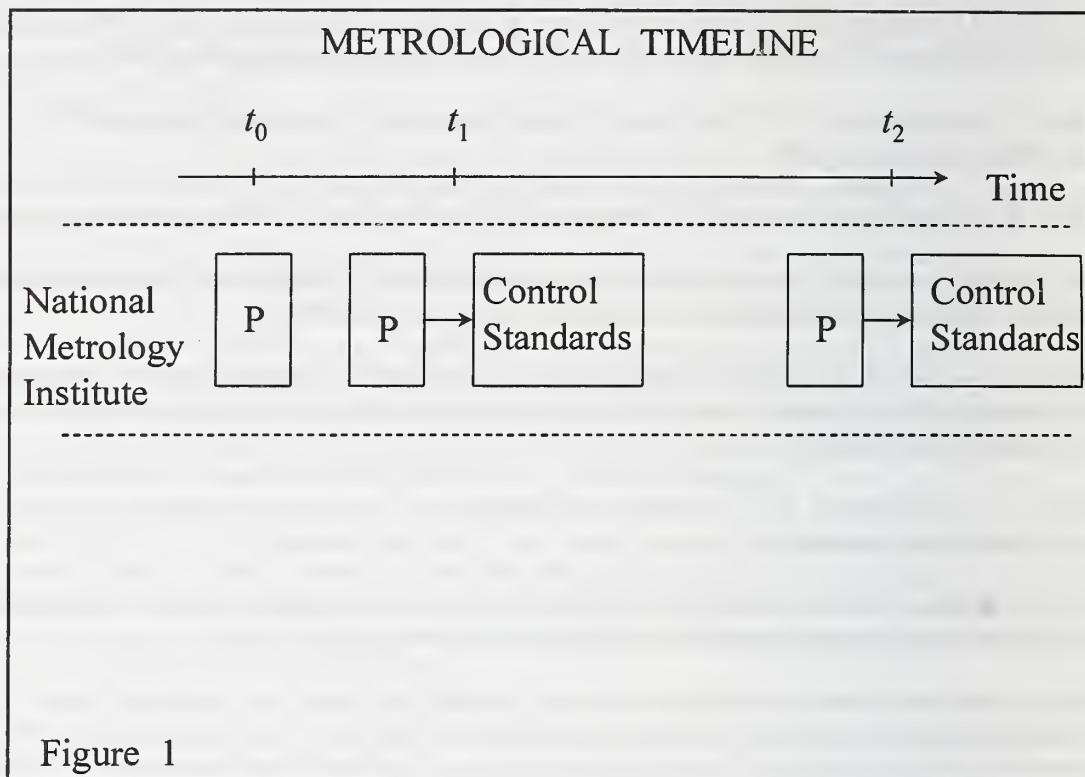 METROLOGICAL TIMELINE
t0 t1 t2
Time
National
Metrology
Institute
P
P
Control
Standards
P
Control
Standards
Figure 1